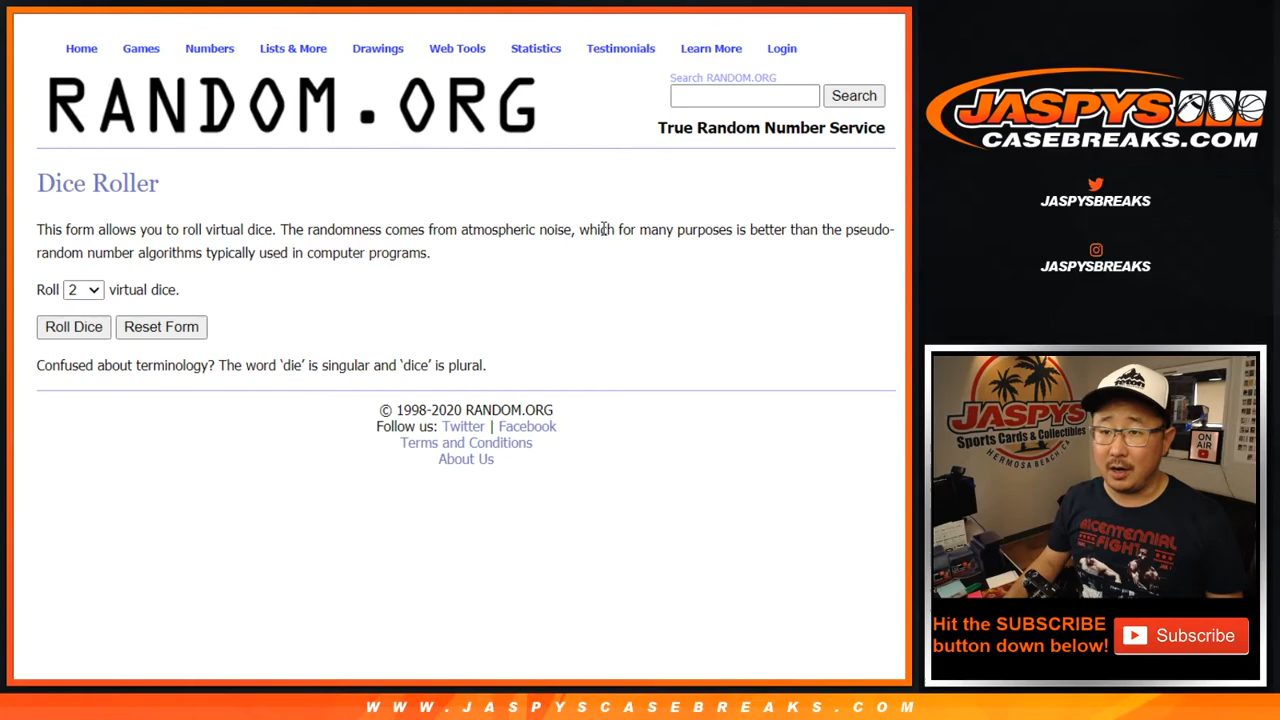 Home Games Numbers Lists & More Drawings Web Tools Statistics Testimonials Learn More Login
RANDOM.ORG
Search RANDOM.ORG
Search
True Random Number Service
Dice Roller
This form allows you to roll virtual dice. The randomness comes from atmospheric noise, which for many purposes is better than the pseudo-
random number algorithms typically used in computer programs.
Roll 2 virtual dice.
Roll Dice Reset Form
Confused about terminology? The word ‘die’ is singular and ‘dice’ is plural.
© 1998-2020 RANDOM.ORG
Follow us: Twitter | Facebook
Terms and Conditions
About Us
JASPYS
CASEBREAKS.COM
JASPYSBREAKS
JASPYSBREAKS
JASPYS
Sports Cards & Collectibles
HERMOSA BEACH, CA
ON
AIR
teton
BICENTENNIAL
FIGHT
Hit the SUBSCRIBE
button down below!
Subscribe
WWW.JASPYSCASEBREAKS.COM